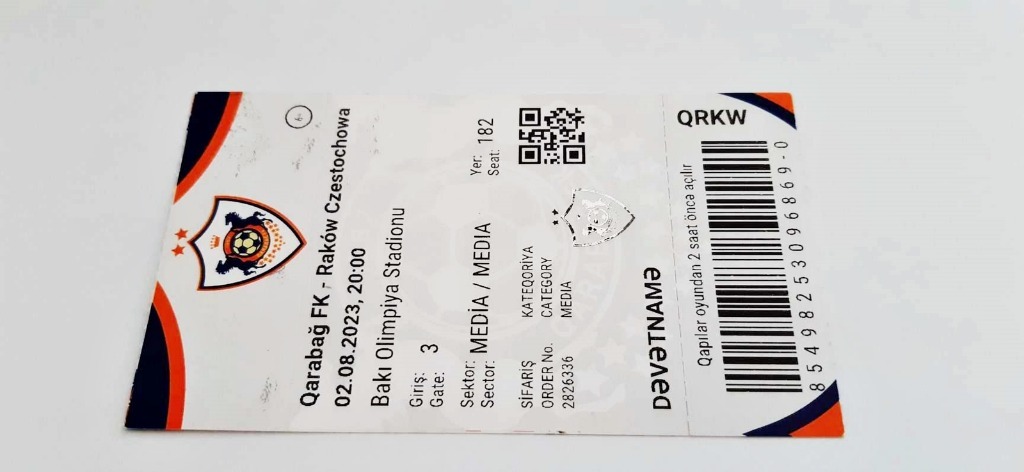 Qarabağ FK - Raków Czestochowa
02.08.2023, 20:00
Bakı Olimpiya Stadionu
Giriş:
Gate: 3
Sektor:
Sector: MEDİA / MEDIA
Yer:
Seat: 182
SİFARİŞ
ORDER No.
2826336
KATEQORİYA
CATEGORY
MEDIA
DƏVƏTNAMƏ
QRKW
Qapılar oyundan 2 saat öncə açılır
8549825309686 9-0